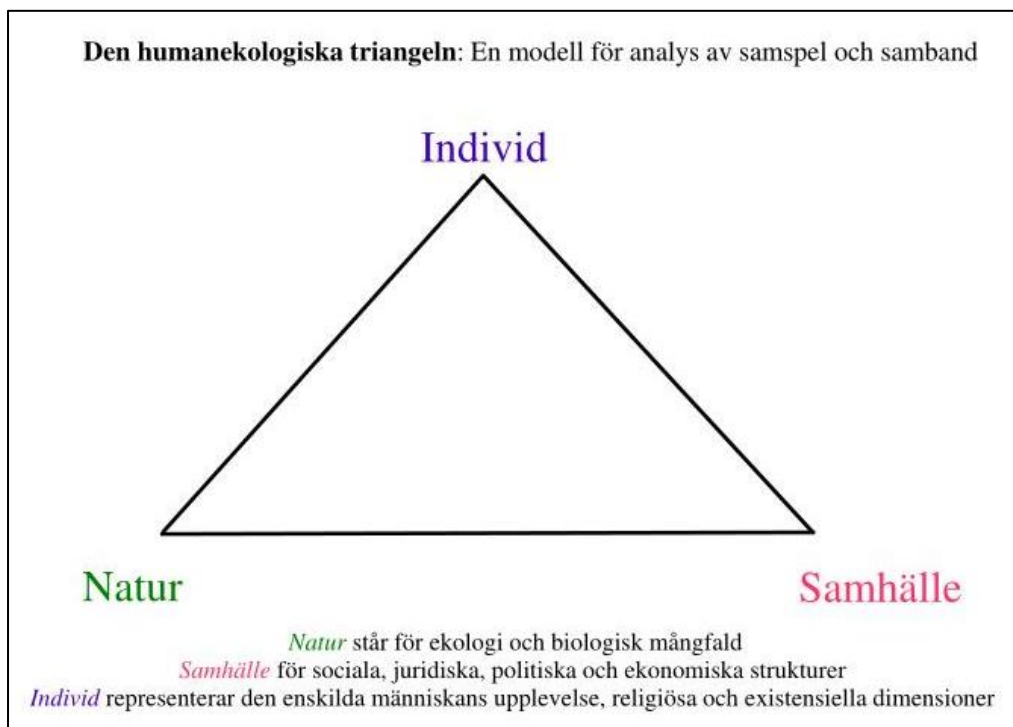 Den humanekologiska triangeln: En modell för analys av samspel och samband
Individ
Natur
Samhälle
Natur står för ekologi och biologisk mångfald
Samhälle för sociala, juridiska, politiska och ekonomiska strukturer
Individ representerar den enskilda människans upplevelse, religiösa och existensiella dimensioner